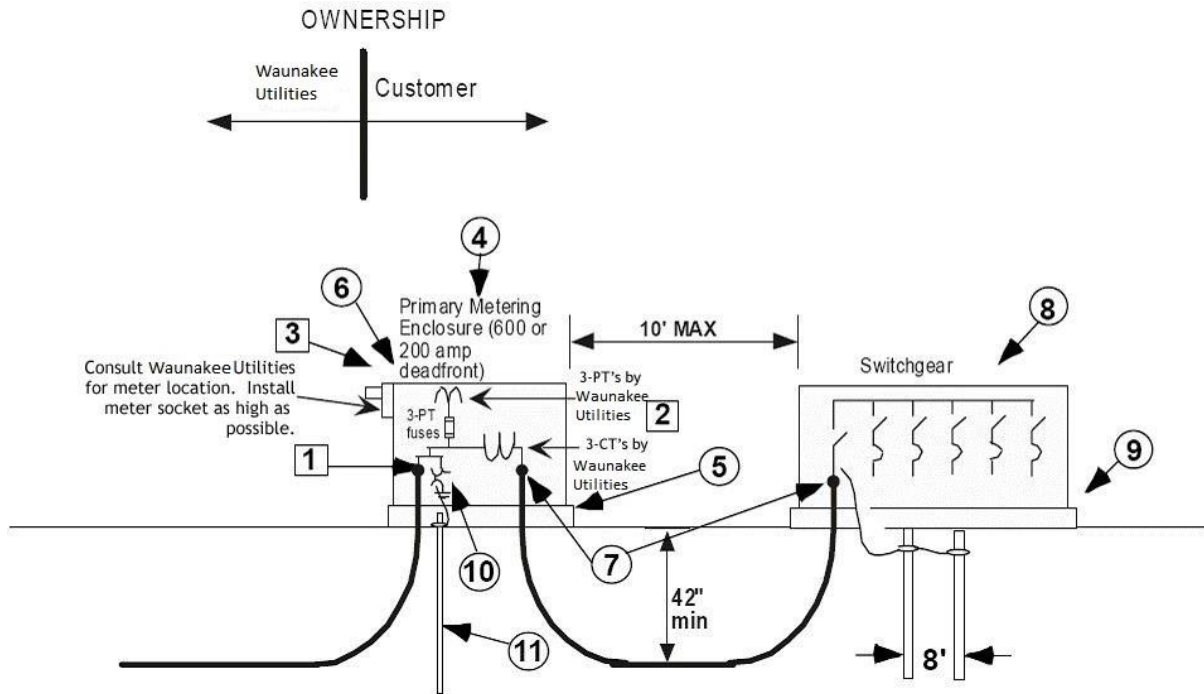 OWNERSHIP
Waunakee
Utilities
Customer
4
6
3
Primary Metering
Enclosure (600 or
200 amp
deadfront)
10' MAX
8
Switchgear
Consult Waunakee Utilities
for meter location. Install
meter socket as high as
possible.
3-PT's by
Waunakee
Utilities
2
3-PT
fuses
3-CT's by
Waunakee
Utilities
1
5
9
10
7
42"
min
11
8'